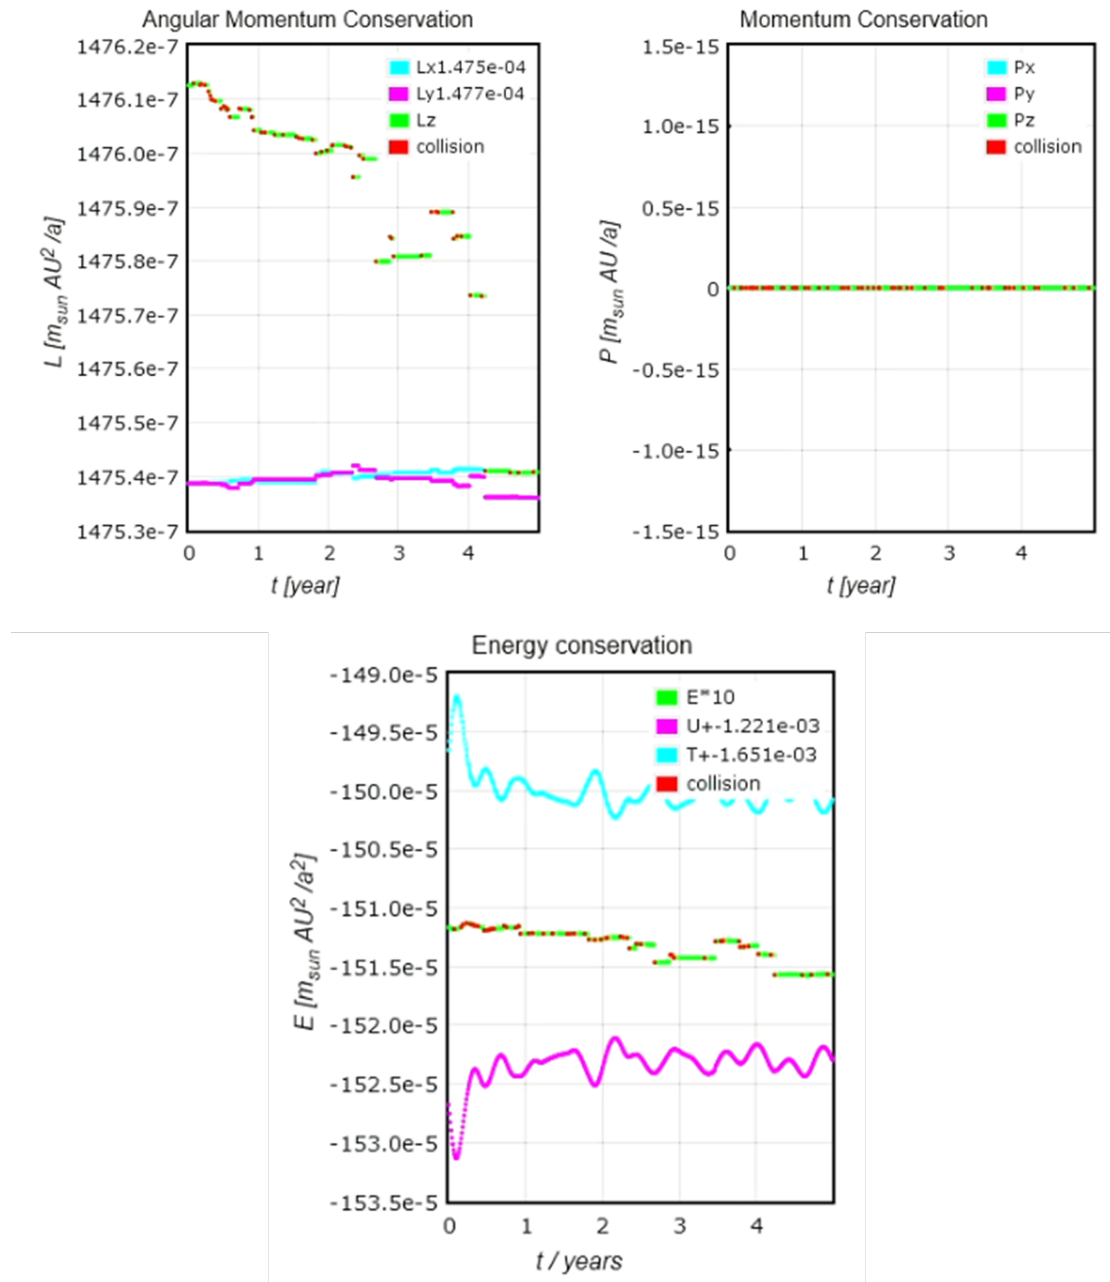 Angular Momentum Conservation
1476.2e-7
1476.1e-7
1476.0e-7
1475.9e-7
1475.8e-7
1475.7e-7
1475.6e-7
1475.5e-7
1475.4e-7
1475.3e-7
L [m_sun AU² /a]
Lx1.475e-04
Ly1.477e-04
Lz
collision
0 1 2 3 4
t [year]
Momentum Conservation
1.5e-15
1.0e-15
0.5e-15
0
-0.5e-15
-1.0e-15
-1.5e-15
P [m_sun AU /a]
Px
Py
Pz
collision
0 1 2 3 4
t [year]
Energy conservation
-149.0e-5
-149.5e-5
-150.0e-5
-150.5e-5
-151.0e-5
-151.5e-5
-152.0e-5
-152.5e-5
-153.0e-5
-153.5e-5
E [m_sun AU² /a²]
E*10
U+-1.221e-03
T+-1.651e-03
collision
0 1 2 3 4
t / years